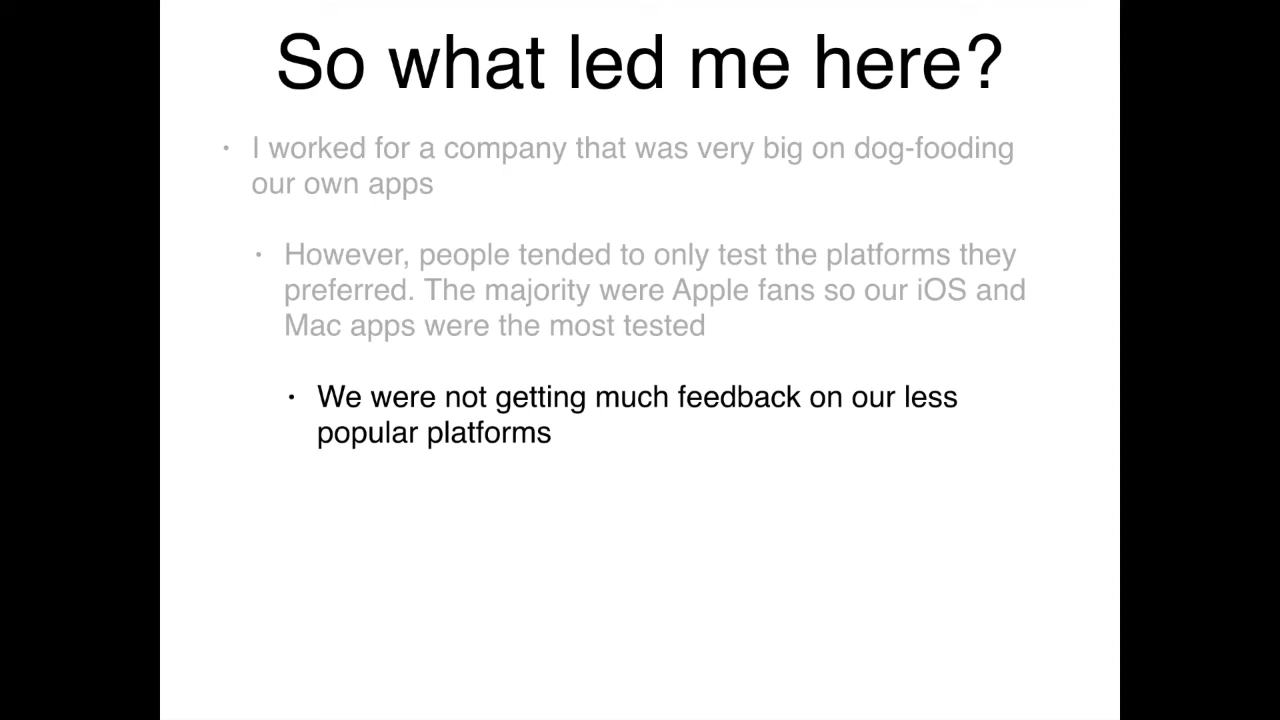 So what led me here?
• I worked for a company that was very big on dog-fooding
our own apps
• However, people tended to only test the platforms they
preferred. The majority were Apple fans so our iOS and
Mac apps were the most tested
• We were not getting much feedback on our less
popular platforms